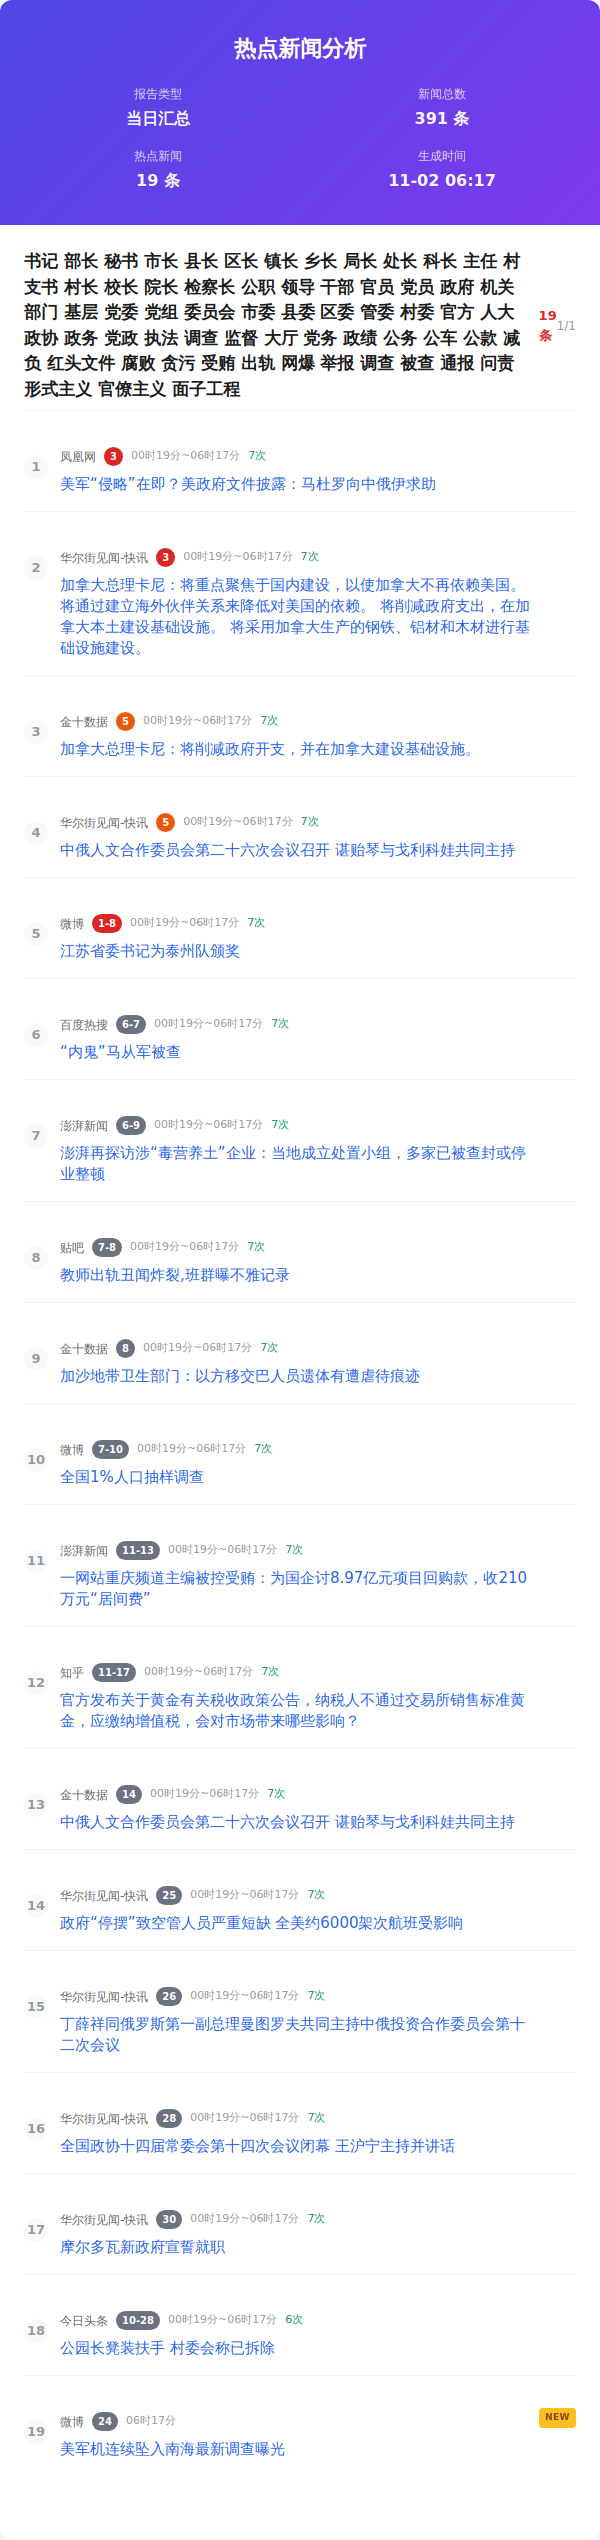 热点新闻分析
报告类型
当日汇总
新闻总数
391 条
热点新闻
19 条
生成时间
11-02 06:17
书记 部长 秘书 市长 县长 区长 镇长 乡长 局长 处长 科长 主任 村
支书 村长 校长 院长 检察长 公职 领导 干部 官员 党员 政府 机关
部门 基层 党委 党组 委员会 市委 县委 区委 管委 村委 官方 人大
政协 政务 党政 执法 调查 监督 大厅 党务 政绩 公务 公车 公款 减
负 红头文件 腐败 贪污 受贿 出轨 网爆 举报 调查 被查 通报 问责
形式主义 官僚主义 面子工程
19
条
1/1
1
凤凰网 3 00时19分~06时17分 7次
美军“侵略”在即？美政府文件披露：马杜罗向中俄伊求助
2
华尔街见闻-快讯 3 00时19分~06时17分 7次
加拿大总理卡尼：将重点聚焦于国内建设，以使加拿大不再依赖美国。
将通过建立海外伙伴关系来降低对美国的依赖。 将削减政府支出，在加
拿大本土建设基础设施。 将采用加拿大生产的钢铁、铝材和木材进行基
础设施建设。
3
金十数据 5 00时19分~06时17分 7次
加拿大总理卡尼：将削减政府开支，并在加拿大建设基础设施。
4
华尔街见闻-快讯 5 00时19分~06时17分 7次
中俄人文合作委员会第二十六次会议召开 谌贻琴与戈利科娃共同主持
5
微博 1-8 00时19分~06时17分 7次
江苏省委书记为泰州队颁奖
6
百度热搜 6-7 00时19分~06时17分 7次
“内鬼”马从军被查
7
澎湃新闻 6-9 00时19分~06时17分 7次
澎湃再探访涉“毒营养土”企业：当地成立处置小组，多家已被查封或停
业整顿
8
贴吧 7-8 00时19分~06时17分 7次
教师出轨丑闻炸裂,班群曝不雅记录
9
金十数据 8 00时19分~06时17分 7次
加沙地带卫生部门：以方移交巴人员遗体有遭虐待痕迹
10
微博 7-10 00时19分~06时17分 7次
全国1%人口抽样调查
11
澎湃新闻 11-13 00时19分~06时17分 7次
一网站重庆频道主编被控受贿：为国企讨8.97亿元项目回购款，收210
万元“居间费”
12
知乎 11-17 00时19分~06时17分 7次
官方发布关于黄金有关税收政策公告，纳税人不通过交易所销售标准黄
金，应缴纳增值税，会对市场带来哪些影响？
13
金十数据 14 00时19分~06时17分 7次
中俄人文合作委员会第二十六次会议召开 谌贻琴与戈利科娃共同主持
14
华尔街见闻-快讯 25 00时19分~06时17分 7次
政府“停摆”致空管人员严重短缺 全美约6000架次航班受影响
15
华尔街见闻-快讯 26 00时19分~06时17分 7次
丁薛祥同俄罗斯第一副总理曼图罗夫共同主持中俄投资合作委员会第十
二次会议
16
华尔街见闻-快讯 28 00时19分~06时17分 7次
全国政协十四届常委会第十四次会议闭幕 王沪宁主持并讲话
17
华尔街见闻-快讯 30 00时19分~06时17分 7次
摩尔多瓦新政府宣誓就职
18
今日头条 10-28 00时19分~06时17分 6次
公园长凳装扶手 村委会称已拆除
19
微博 24 06时17分
NEW
美军机连续坠入南海最新调查曝光